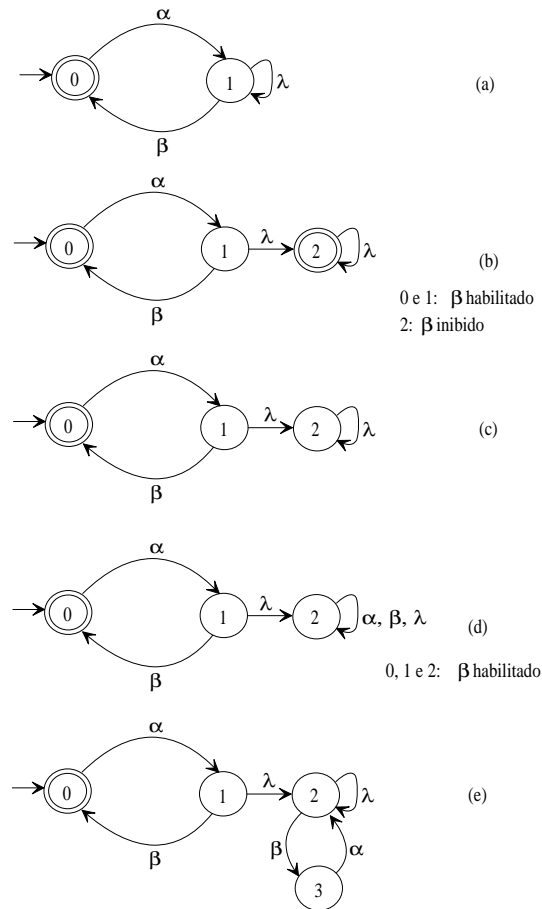 α
0
1
λ
(a)
β
α
0
1
λ
2
λ
(b)
β
0 e 1: β habilitado
2: β inibido
α
0
1
λ
2
λ
(c)
β
α
0
1
λ
2
α, β, λ
(d)
β
0, 1 e 2: β habilitado
α
0
1
λ
2
λ
(e)
β
β
α
3